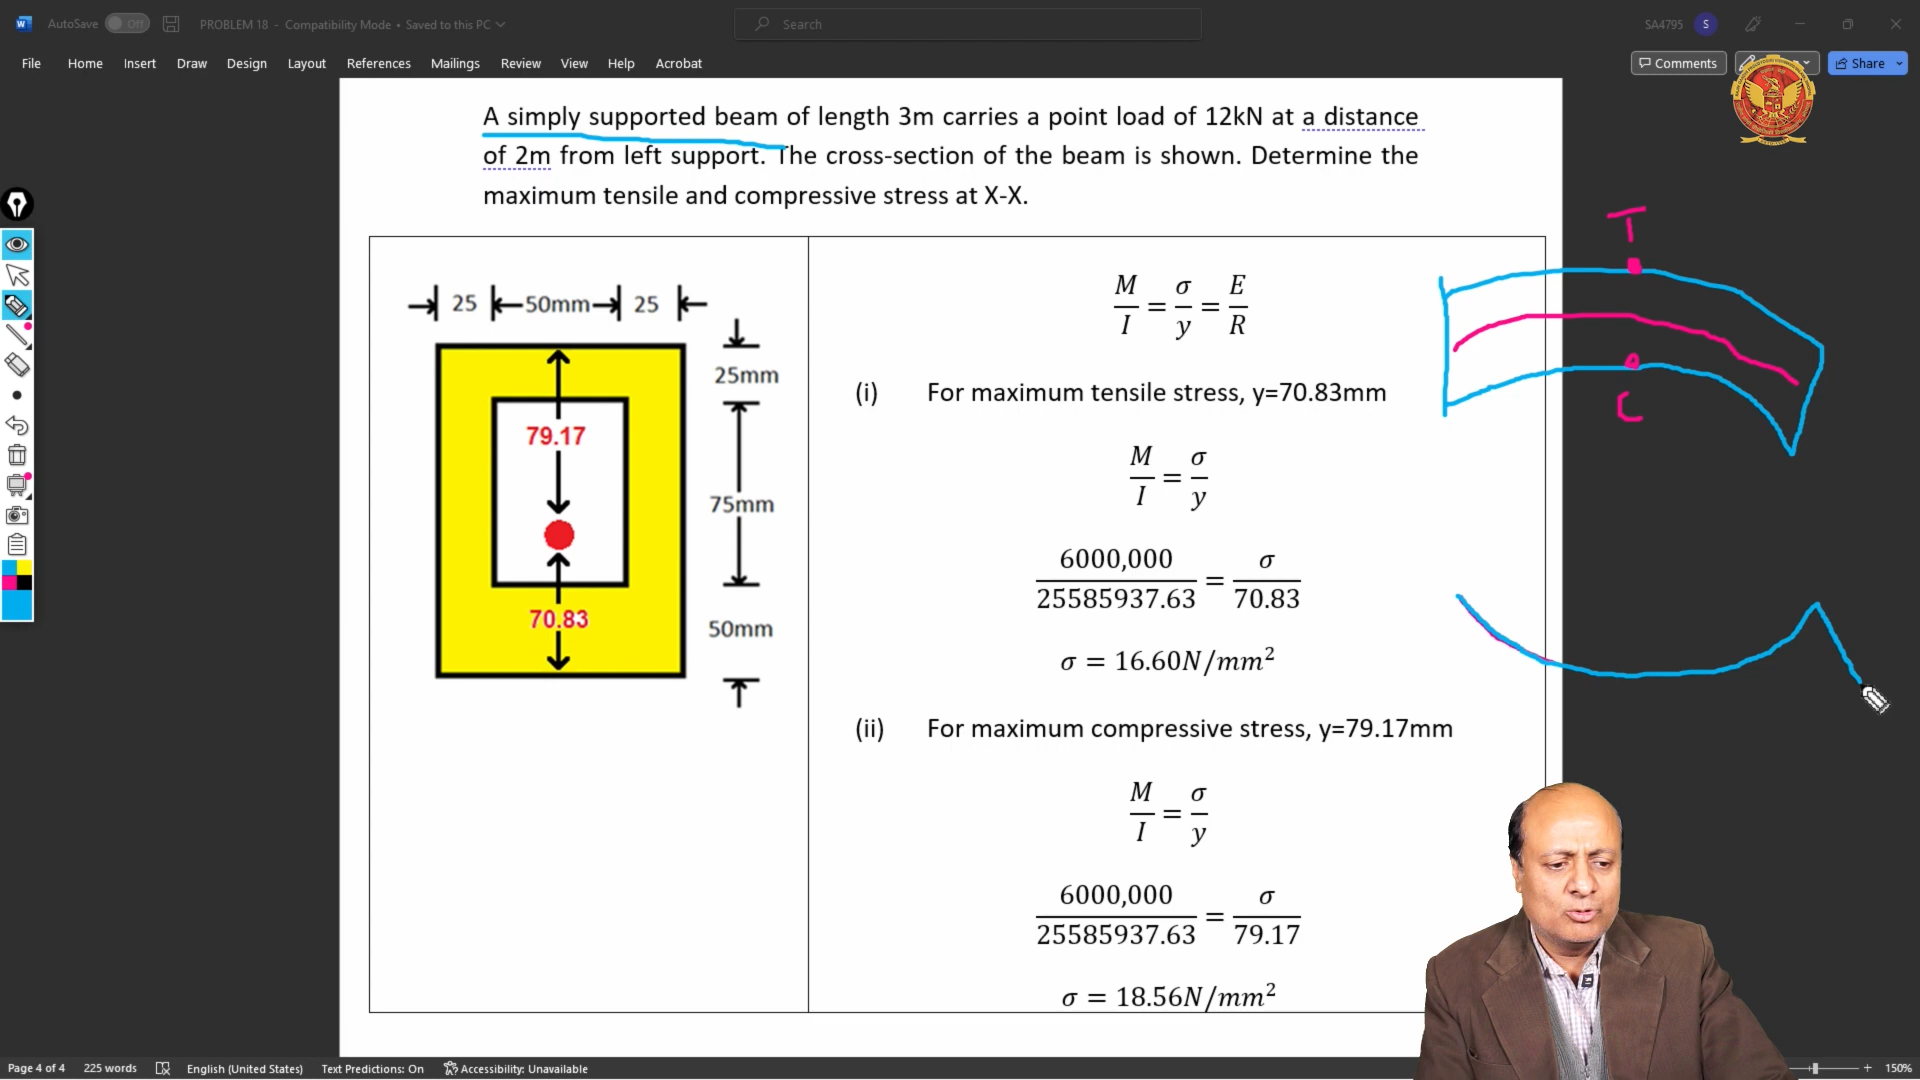 AutoSave Off PROBLEM 18 - Compatibility Mode • Saved to this PC Search SA4795 S
File Home Insert Draw Design Layout References Mailings Review View Help Acrobat Comments Share
A simply supported beam of length 3m carries a point load of 12kN at a distance
of 2m from left support. The cross-section of the beam is shown. Determine the
maximum tensile and compressive stress at X-X.
25 50mm 25
25mm
79.17
75mm
70.83
50mm
M/I = σ/y = E/R
(i) For maximum tensile stress, y=70.83mm
M/I = σ/y
6000,000/25585937.63 = σ/70.83
σ = 16.60N/mm²
(ii) For maximum compressive stress, y=79.17mm
M/I = σ/y
6000,000/25585937.63 = σ/79.17
σ = 18.56N/mm²
T
C
Page 4 of 4 225 words English (United States) Text Predictions: On Accessibility: Unavailable 150%